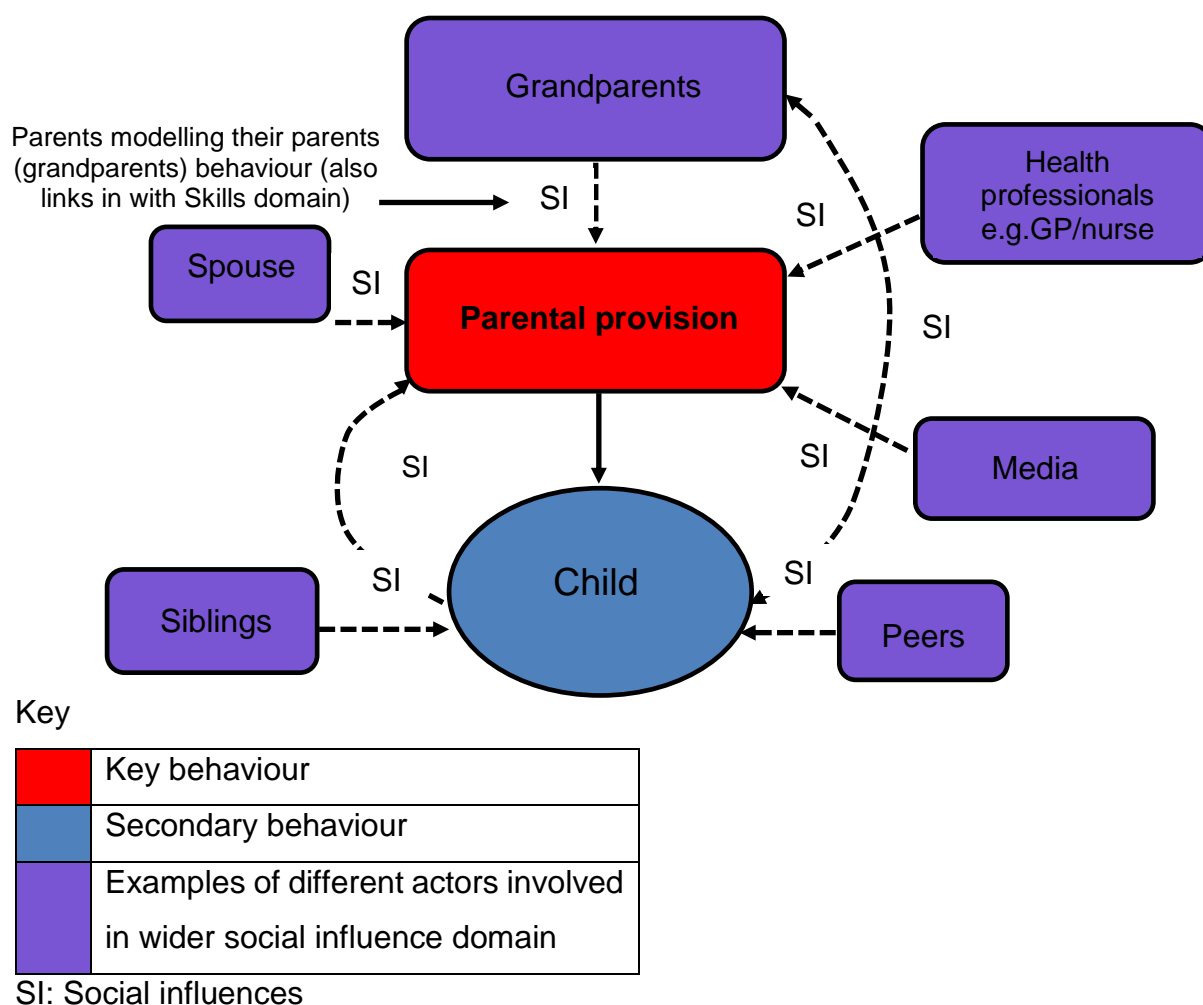 Grandparents
Parents modelling their parents
(grandparents) behaviour (also
links in with Skills domain)
SI
Health
professionals
e.g.GP/nurse
SI
Spouse
SI
Parental provision
SI
SI
SI
Media
SI
SI
Child
Siblings
Peers
Key
Key behaviour
Secondary behaviour
Examples of different actors involved
in wider social influence domain
SI: Social influences